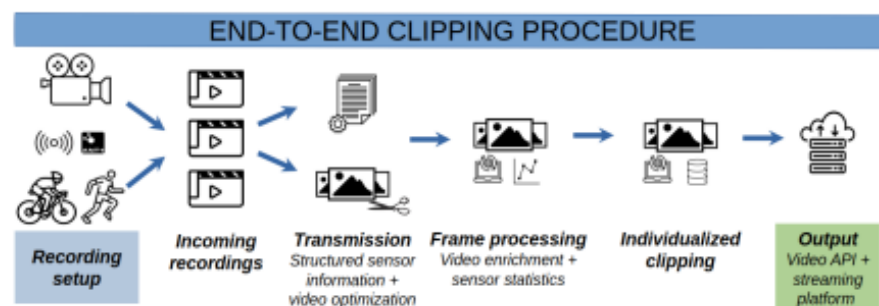 END-TO-END CLIPPING PROCEDURE
Recording
setup
Incoming
recordings
Transmission
Structured sensor
information +
video optimization
Frame processing
Video enrichment +
sensor statistics
Individualized
clipping
Output
Video API +
streaming
platform